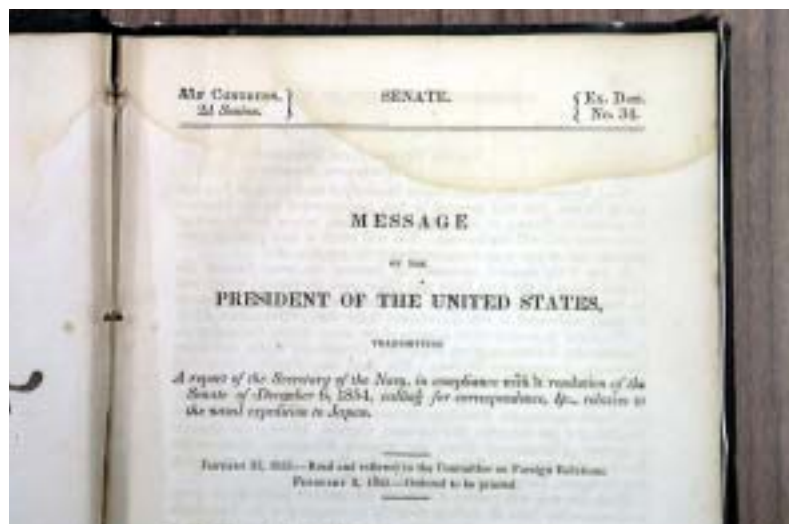 CONGRESS, }
2d Session. }
SENATE.
{ Ex. Doc.
{ No. 34.
MESSAGE
OF THE
PRESIDENT OF THE UNITED STATES,
TRANSMITTING
A report of the Secretary of the Navy, in compliance with a resolution of the
Senate of December 6, 1854, calling for correspondence, &c., relative to
the naval expedition to Japan.
1855.—Read and referred to the Committee on Foreign Relations.
FEBRUARY 2, 1855.—Ordered to be printed.